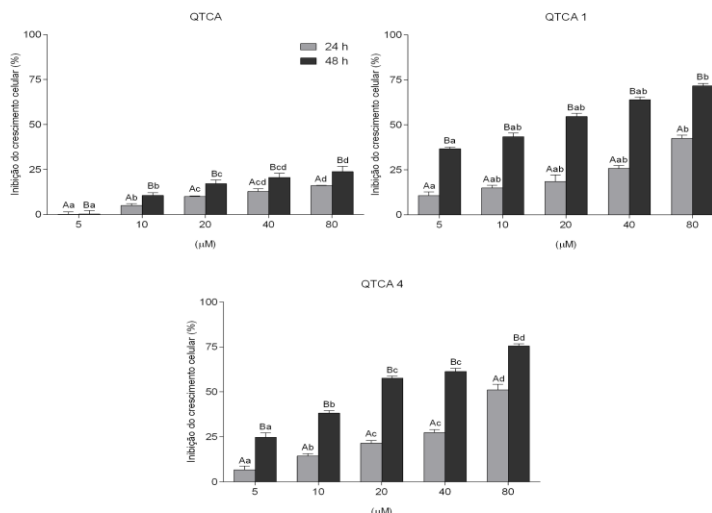 QTCA
Inibição do crescimento celular (%)
100
75
50
25
0
24 h
48 h
Aa Ba
Ab Bb
Ac Bc
Acd Bcd
Ad Bd
5 10 20 40 80
(µM)
QTCA 1
Inibição do crescimento celular (%)
100
75
50
25
0
Aa Ba
Aab Bab
Aab Bab
Aab Bab
Ab Bb
5 10 20 40 80
(µM)
QTCA 4
Inibição do crescimento celular (%)
100
75
50
25
0
Aa Ba
Ab Bb
Ac Bc
Ac Bc
Ad Bd
5 10 20 40 80
(µM)